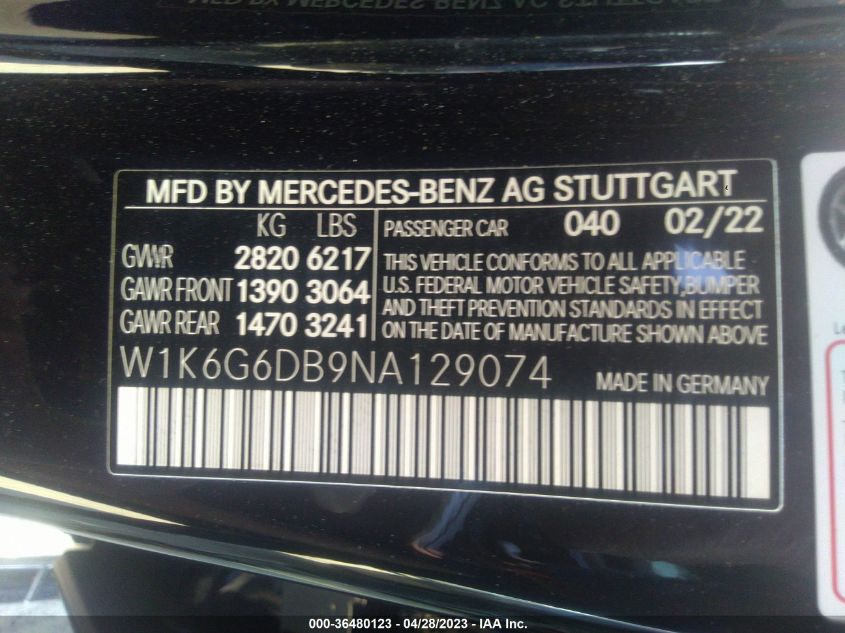 MFD BY MERCEDES-BENZ AG STUTTGART
KG LBS
GVWR 2820 6217
GAWR FRONT 1390 3064
GAWR REAR 1470 3241
PASSENGER CAR 040 02/22
THIS VEHICLE CONFORMS TO ALL APPLICABLE
U.S. FEDERAL MOTOR VEHICLE SAFETY,BUMPER
AND THEFT PREVENTION STANDARDS IN EFFECT
ON THE DATE OF MANUFACTURE SHOWN ABOVE
W1K6G6DB9NA129074 MADE IN GERMANY
000-36480123 - 04/28/2023 - IAA Inc.